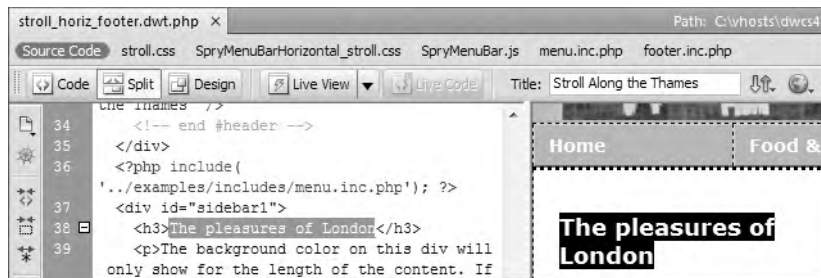 stroll_horiz_footer.dwt.php × Path: C:\vhosts\dwcs4
Source Code stroll.css SpryMenuBarHorizontal_stroll.css SpryMenuBar.js menu.inc.php footer.inc.php
Code Split Design Live View Live Code Title: Stroll Along the Thames
the Thames" />
34 <!-- end #header -->
35 </div>
36 <?php include(
'../examples/includes/menu.inc.php'); ?>
37 <div id="sidebar1">
38 <h3>The pleasures of London</h3>
39 <p>The background color on this div will
only show for the length of the content. If
Home Food &
The pleasures of
London